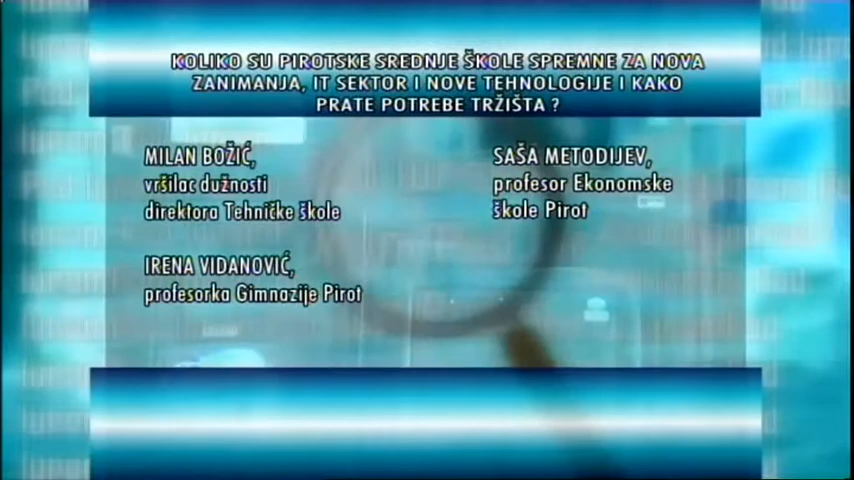 KOLIKO SU PIROTSKE SREDNJE ŠKOLE SPREMNE ZA NOVA
ZANIMANJA, IT SEKTOR I NOVE TEHNOLOGIJE I KAKO
PRATE POTREBE TRŽIŠTA ?
MILAN BOŽIĆ,
vršilac dužnosti
direktora Tehničke škole
IRENA VIDANOVIĆ,
profesorka Gimnazije Pirot
SAŠA METODIJEV,
profesor Ekonomske
škole Pirot